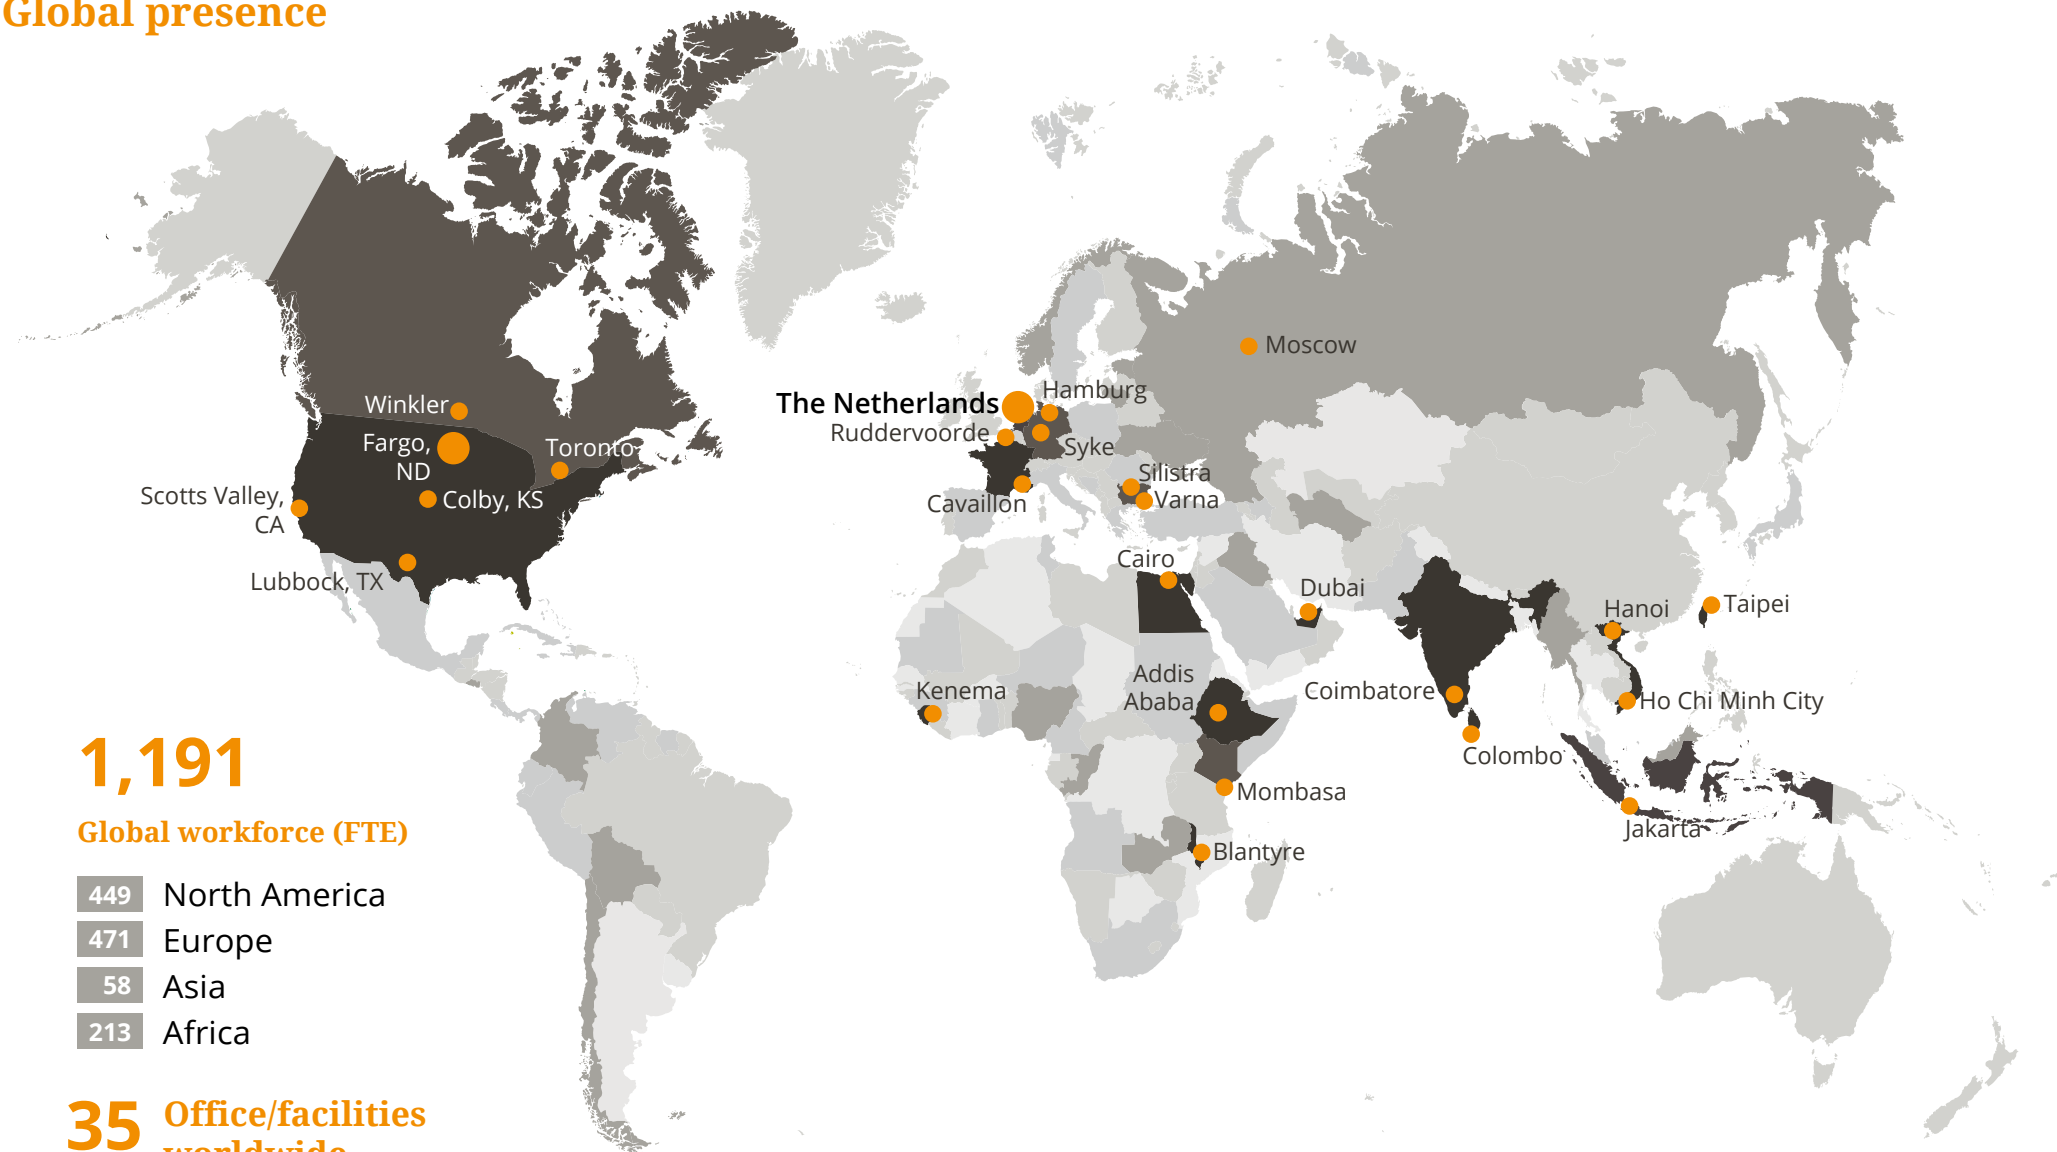 Global presence
Winkler
Fargo,
ND
Toronto
Colby, KS
Scotts Valley,
CA
Lubbock, TX
The Netherlands
Hamburg
Ruddervoorde
Syke
Silistra
Varna
Cavaillon
Moscow
Cairo
Dubai
Hanoi
Taipei
Addis
Ababa
Kenema
Coimbatore
Ho Chi Minh City
Colombo
Mombasa
Jakarta
Blantyre
1,191
Global workforce (FTE)
449 North America
471 Europe
58 Asia
213 Africa
35 Office/facilities
worldwide